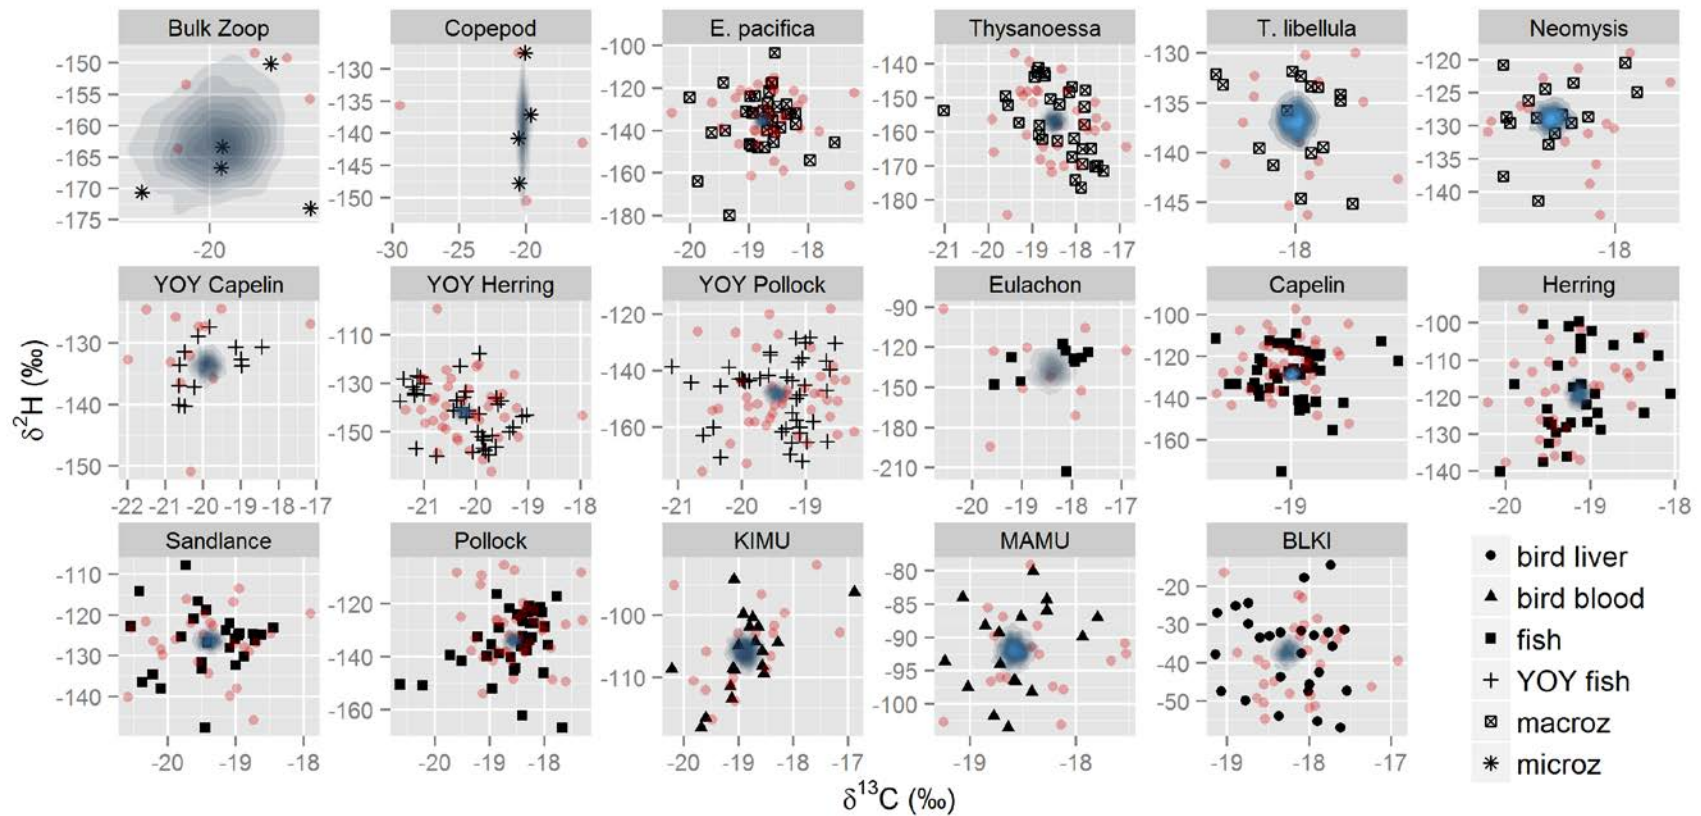 Bulk Zoop Copepod E. pacifica Thysanoessa T. libellula Neomysis
-150 -155 -160 -165 -170 -175
-20
-130 -135 -140 -145 -150
-30 -25 -20
-100 -120 -140 -160 -180
-20 -19 -18
-140 -150 -160 -170 -180
-21 -20 -19 -18 -17
-130 -135 -140 -145
-18
-120 -125 -130 -135 -140
-18
YOY Capelin YOY Herring YOY Pollock Eulachon Capelin Herring
-130 -140 -150
-22 -21 -20 -19 -18 -17
-110 -130 -150
-21 -20 -19 -18
-120 -140 -160
-21 -20 -19
-90 -120 -150 -180 -210
-20 -19 -18 -17
-100 -120 -140 -160
-19
-100 -110 -120 -130 -140
-20 -19 -18
Sandlance Pollock KIMU MAMU BLKI
-110 -120 -130 -140
-20 -19 -18
-120 -140 -160
-20 -19 -18
-100 -110
-20 -19 -18 -17
-80 -85 -90 -95 -100
-19 -18
-20 -30 -40 -50
-19 -18 -17
δ²H (‰)
δ¹³C (‰)
bird liver
bird blood
fish
YOY fish
macroz
microz